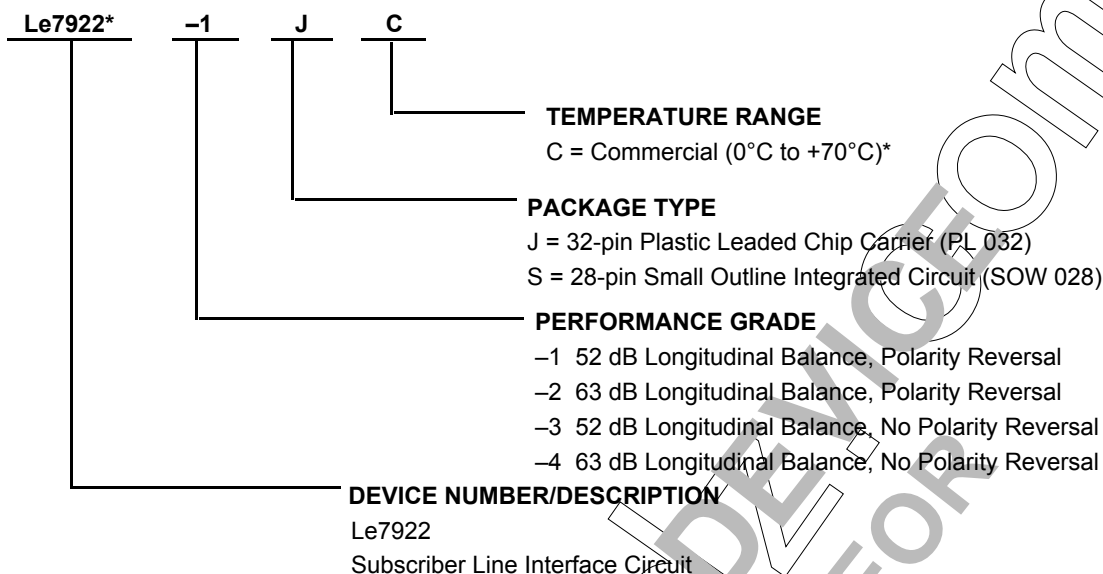 Le7922* –1 J C
TEMPERATURE RANGE
C = Commercial (0°C to +70°C)*
PACKAGE TYPE
J = 32-pin Plastic Leaded Chip Carrier (PL 032)
S = 28-pin Small Outline Integrated Circuit (SOW 028)
PERFORMANCE GRADE
–1 52 dB Longitudinal Balance, Polarity Reversal
–2 63 dB Longitudinal Balance, Polarity Reversal
–3 52 dB Longitudinal Balance, No Polarity Reversal
–4 63 dB Longitudinal Balance, No Polarity Reversal
DEVICE NUMBER/DESCRIPTION
Le7922
Subscriber Line Interface Circuit
DEVICE
FOR